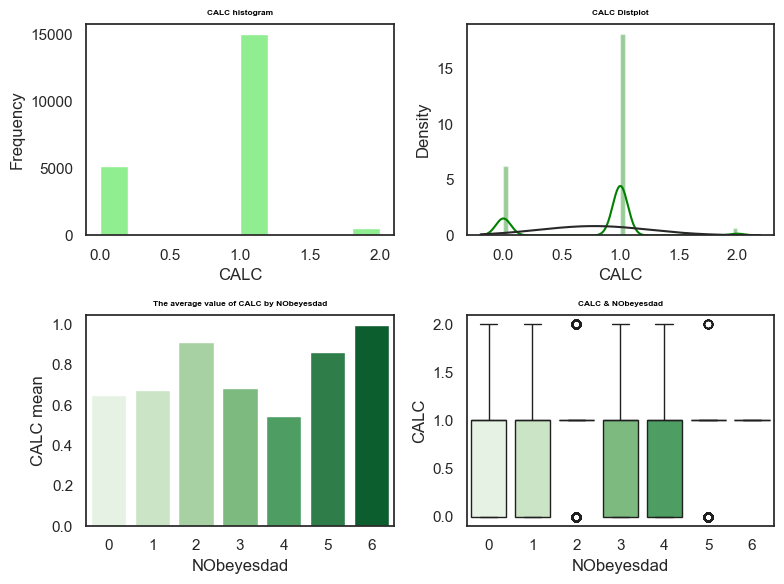 CALC histogram
15000
10000
5000
0
Frequency
0.0 0.5 1.0 1.5 2.0
CALC
CALC Distplot
15
10
5
0
Density
0.0 0.5 1.0 1.5 2.0
CALC
The average value of CALC by NObeyesdad
1.0
0.8
0.6
0.4
0.2
0.0
CALC mean
0 1 2 3 4 5 6
NObeyesdad
CALC & NObeyesdad
2.0
1.5
1.0
0.5
0.0
CALC
0 1 2 3 4 5 6
NObeyesdad